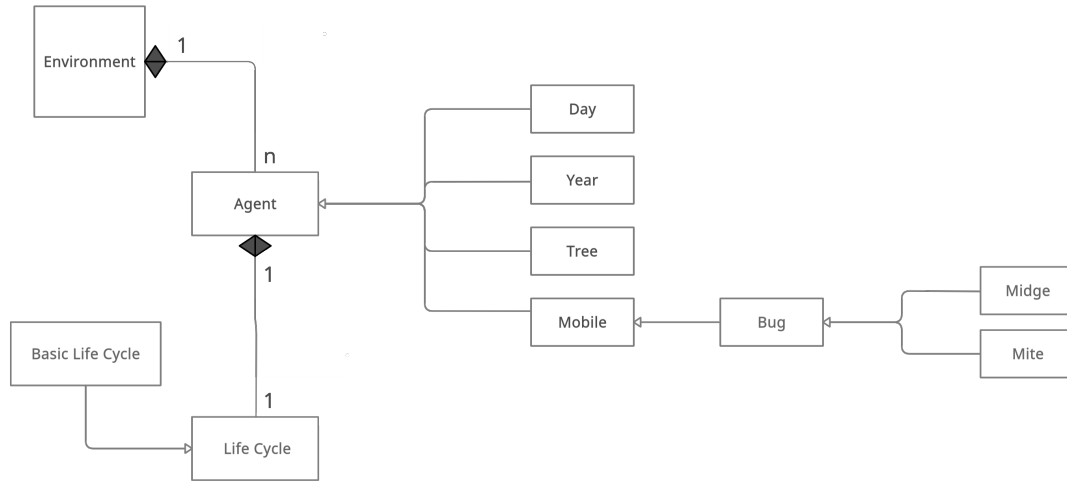 Environment
1
n
Agent
1
1
Basic Life Cycle
Life Cycle
Day
Year
Tree
Mobile
Bug
Midge
Mite